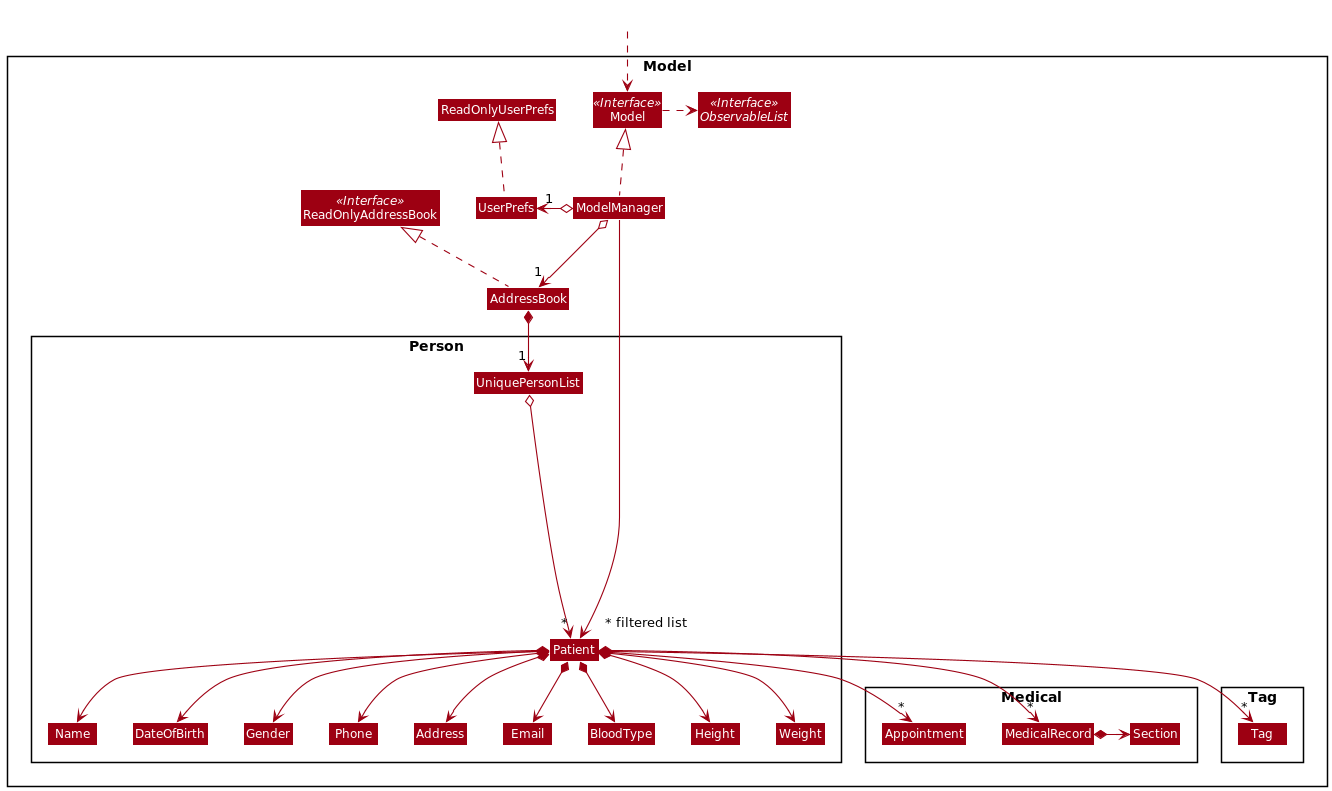 Model
«Interface»
Model
«Interface»
ObservableList
ReadOnlyUserPrefs
«Interface»
ReadOnlyAddressBook
UserPrefs
1
ModelManager
1
AddressBook
Person
1
UniquePersonList
*
* filtered list
Patient
Name
DateOfBirth
Gender
Phone
Address
Email
BloodType
Height
Weight
Medical
*
*
Appointment
MedicalRecord
Section
Tag
*
Tag